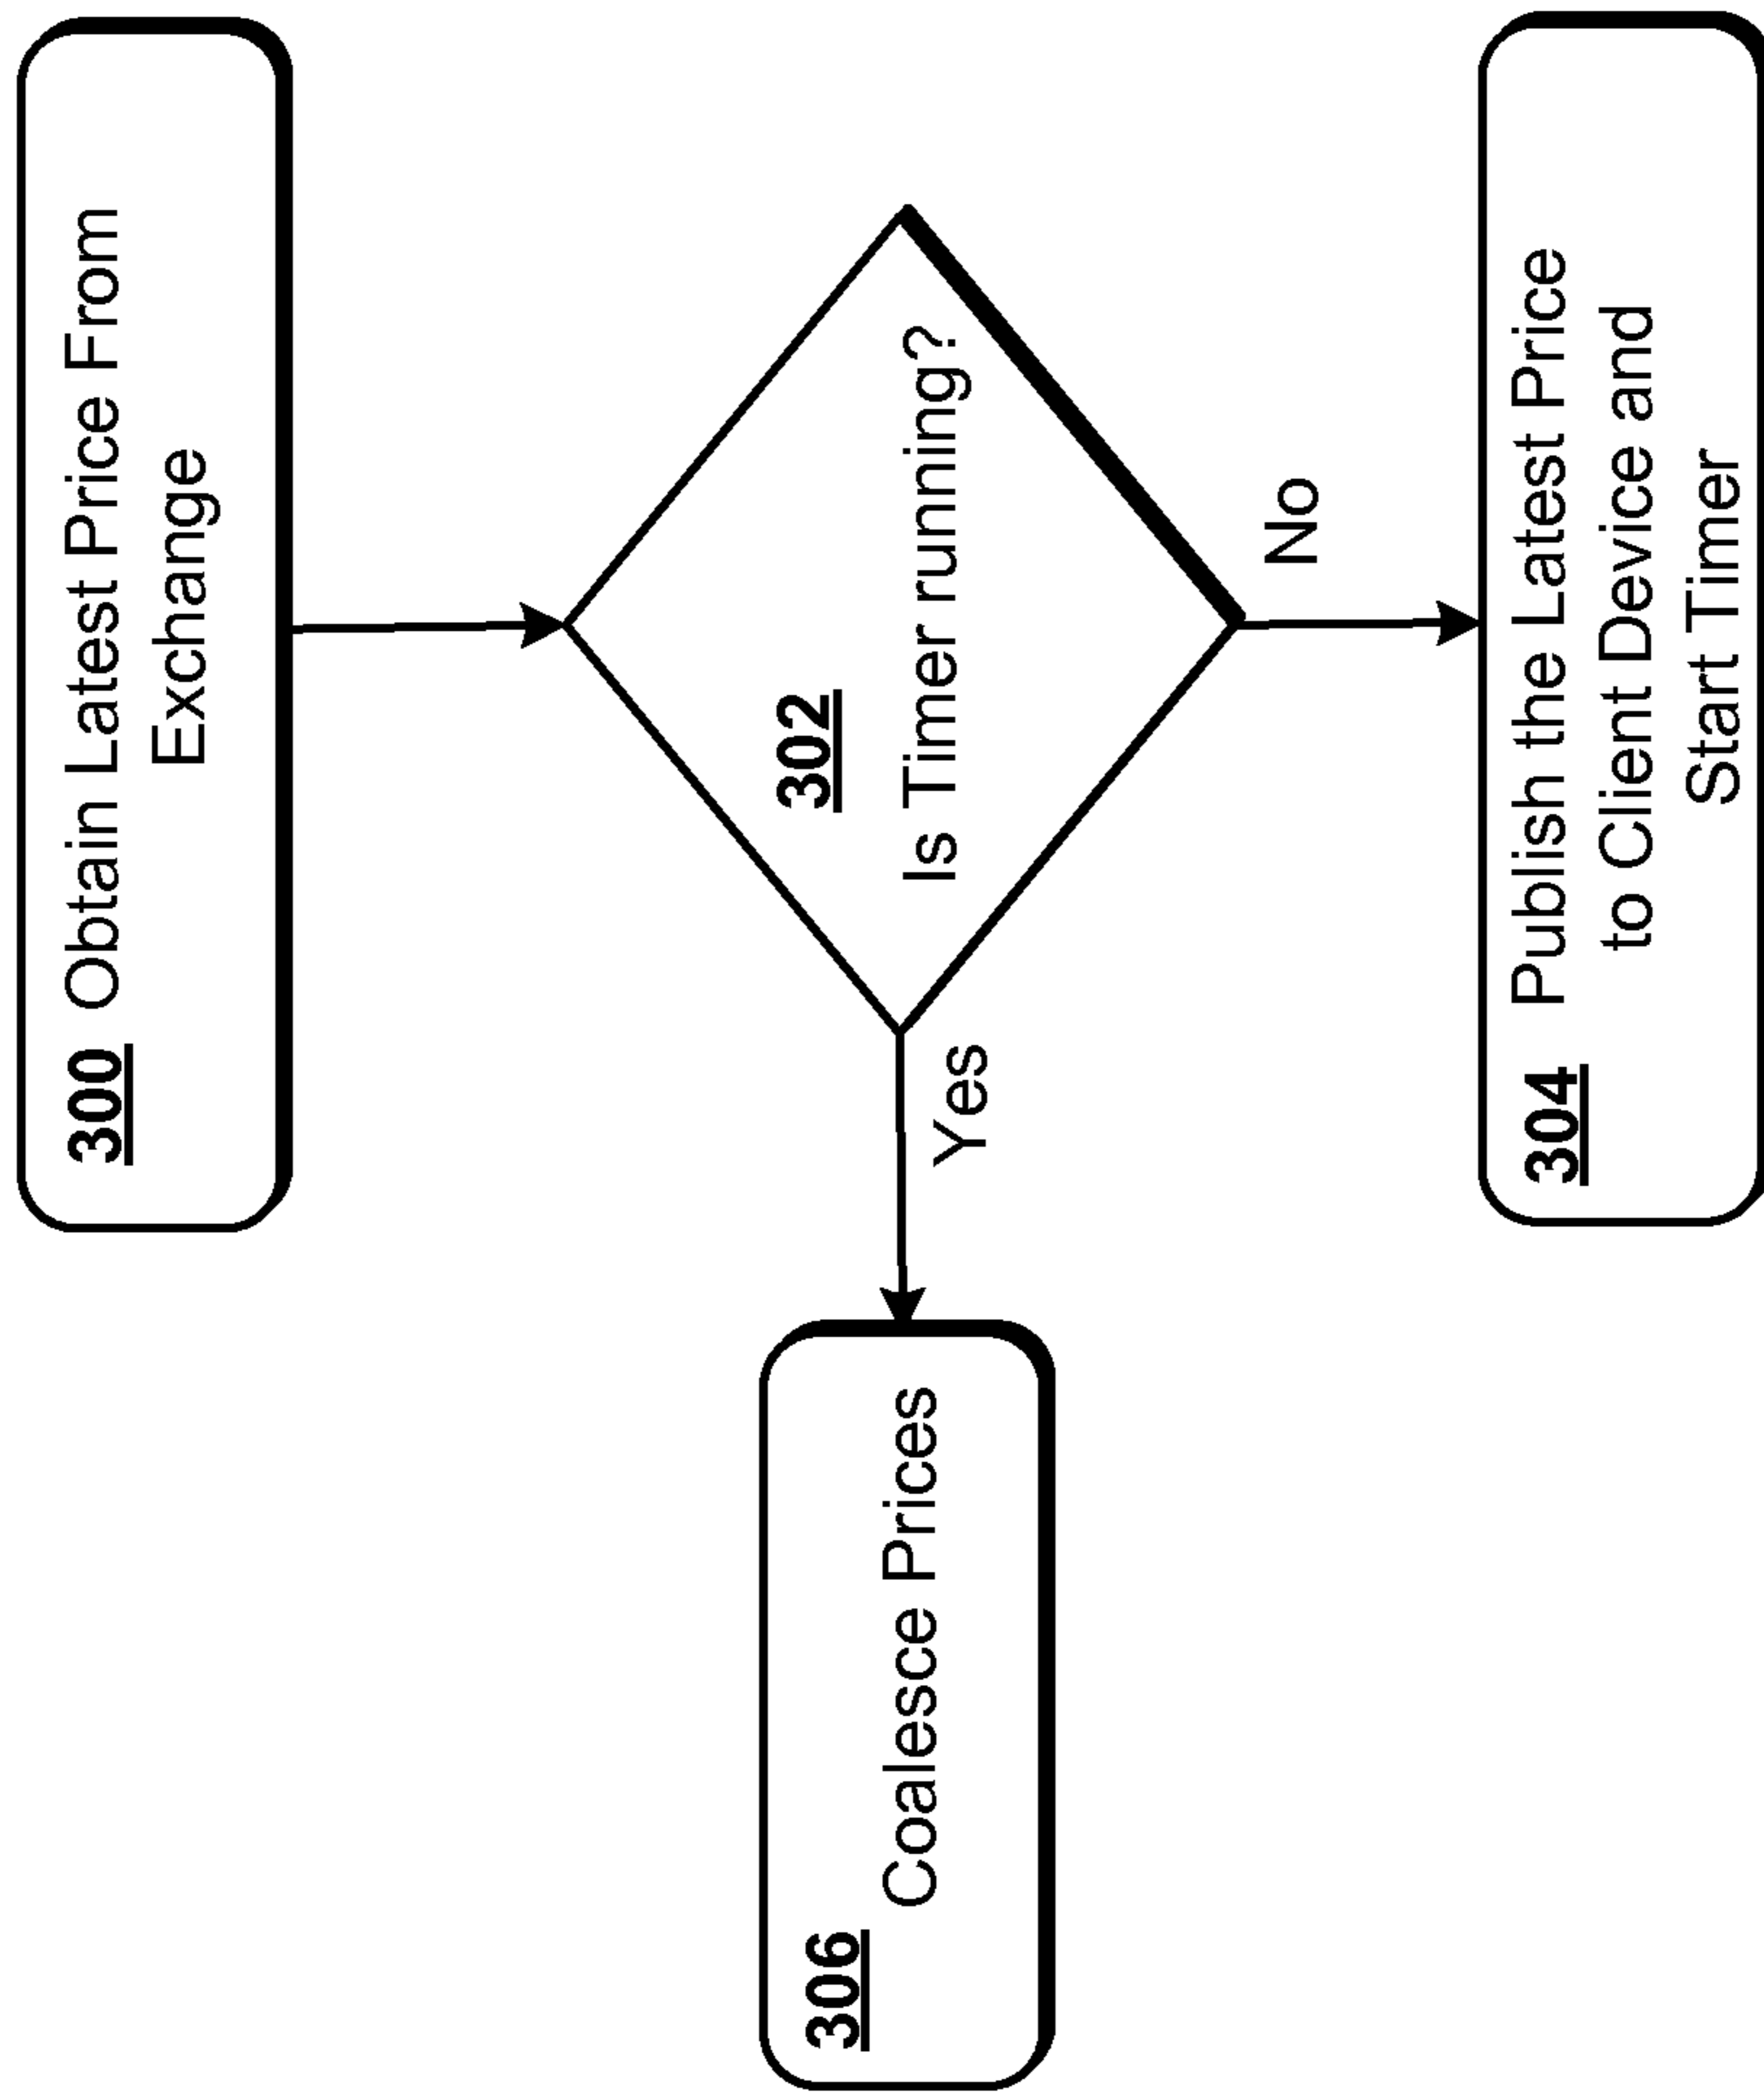 300 Obtain Latest Price From
Exchange
302
Is Timer running?
Yes
No
306
Coalesce Prices
304 Publish the Latest Price
to Client Device and
Start Timer